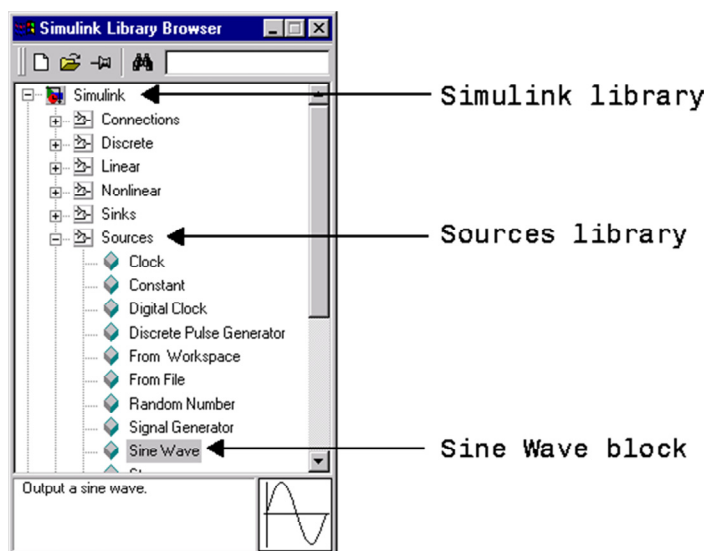 Simulink Library Browser
Simulink
Simulink library
Connections
Discrete
Linear
Nonlinear
Sinks
Sources
Sources library
Clock
Constant
Digital Clock
Discrete Pulse Generator
From Workspace
From File
Random Number
Signal Generator
Sine Wave
Sine Wave block
Output a sine wave.